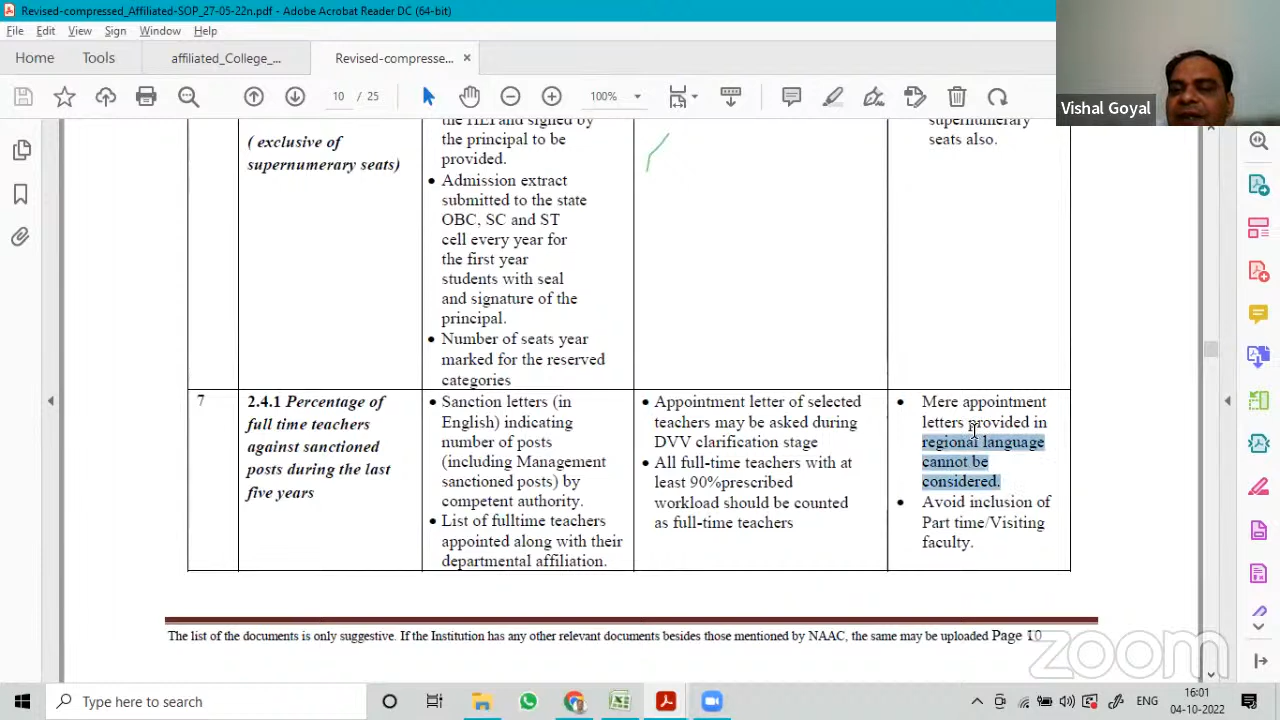 Revised-compressed_Affiliated-SOP_27-05-22n.pdf - Adobe Acrobat Reader DC (64-bit)
File Edit View Sign Window Help
Home Tools affiliated_College_... Revised-compresse... ×
10 / 25 100%
Vishal Goyal
( exclusive of
supernumerary seats)
the HEI and signed by
the principal to be
provided.
Admission extract
submitted to the state
OBC, SC and ST
cell every year for
the first year
students with seal
and signature of the
principal.
Number of seats year
marked for the reserved
categories
supernumerary
seats also.
7
2.4.1 Percentage of
full time teachers
against sanctioned
posts during the last
five years
Sanction letters (in
English) indicating
number of posts
(including Management
sanctioned posts) by
competent authority.
List of fulltime teachers
appointed along with their
departmental affiliation.
Appointment letter of selected
teachers may be asked during
DVV clarification stage
All full-time teachers with at
least 90%prescribed
workload should be counted
as full-time teachers
Mere appointment
letters provided in
regional language
cannot be
considered.
Avoid inclusion of
Part time/Visiting
faculty.
The list of the documents is only suggestive. If the Institution has any other relevant documents besides those mentioned by NAAC, the same may be uploaded Page 10
zoom
Type here to search
ENG
16:01
04-10-2022